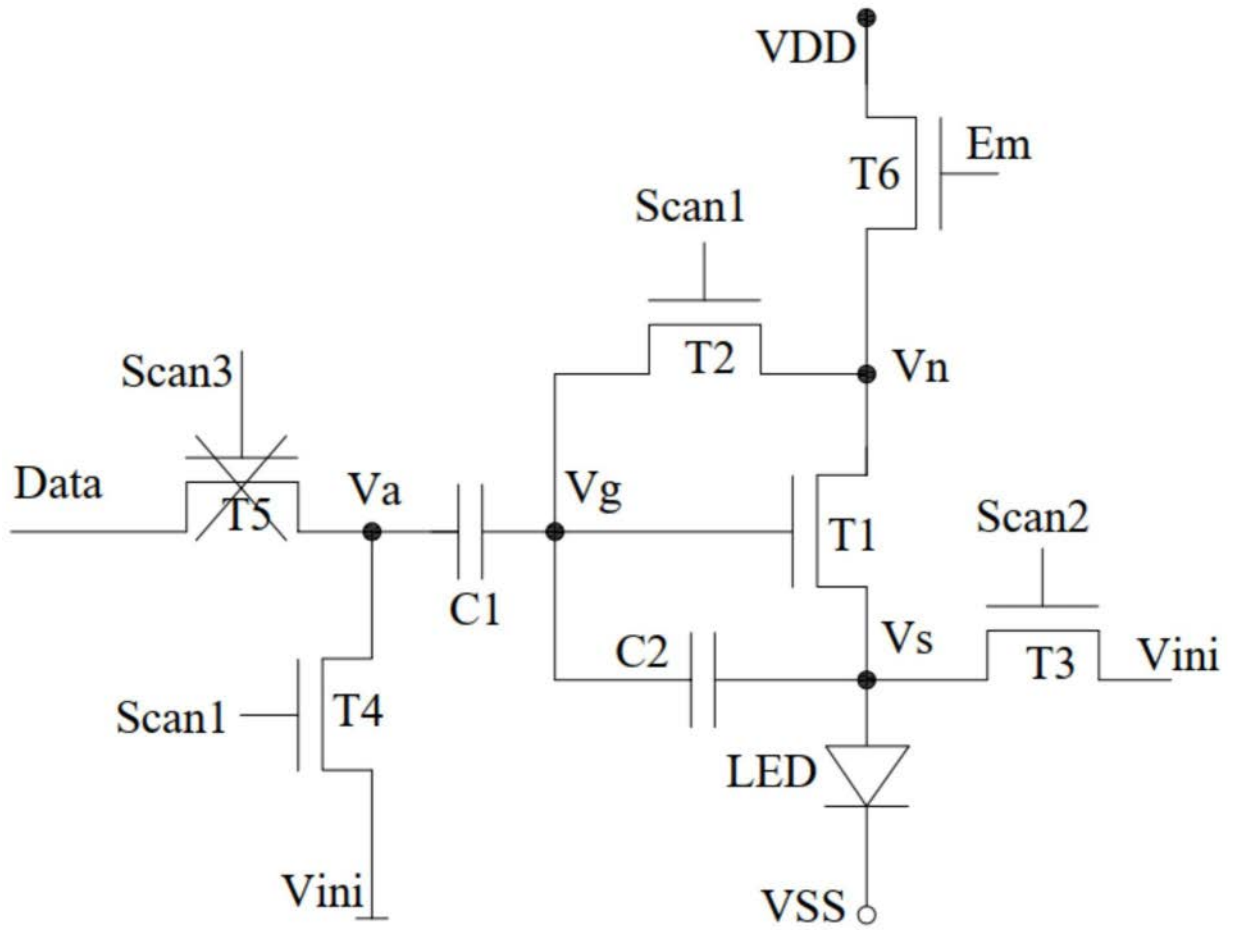 VDD
Em
T6
Scan1
T2
Vn
Scan3
Data
T5
Va
Vg
C1
T1
Scan2
C2
Vs
T3
Vini
Scan1
T4
LED
Vini
VSS